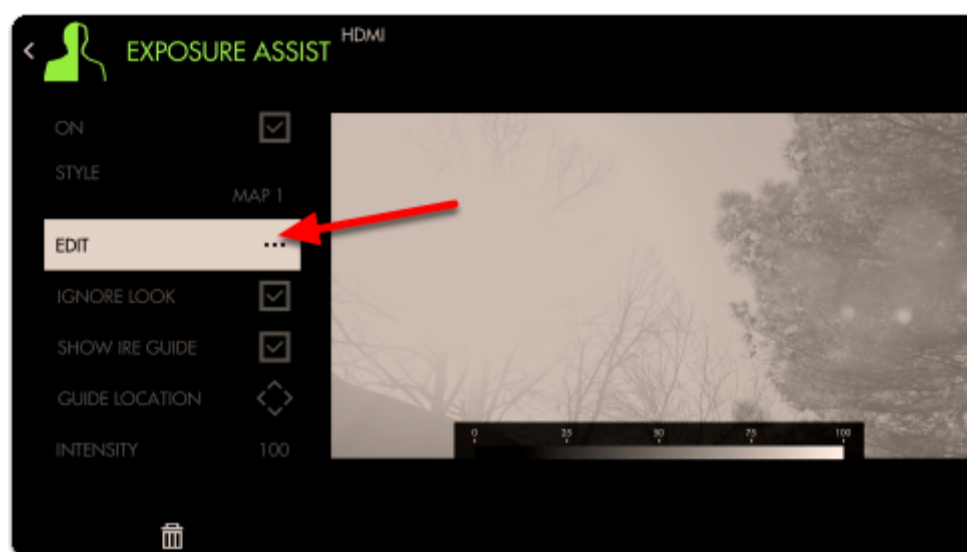 EXPOSURE ASSIST
HDMI
ON
STYLE
MAP 1
EDIT ...
IGNORE LOOK
SHOW IRE GUIDE
GUIDE LOCATION
INTENSITY 100
0 25 50 75 100